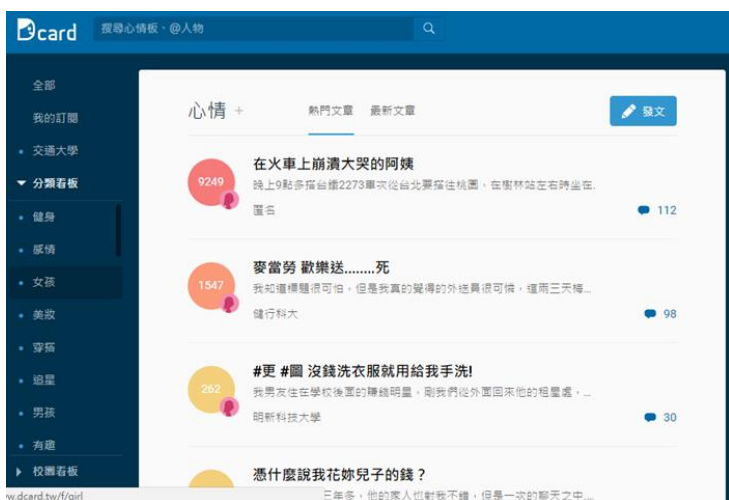 Dcard
搜尋心情板、@人物
全部
我的訂閱
交通大學
分類看板
健身
感情
女孩
美妝
穿搭
追星
男孩
有趣
校園看板
心情 +
熱門文章 最新文章
發文
9249
在火車上崩潰大哭的阿姨
晚上9點多搭台鐵2273車次從台北要搭往桃園，在樹林站左右時坐在.
匿名
112
1547
麥當勞 歡樂送........死
我知道標題很可怕，但是我真的覺得的外送員很可憐，這兩三天梅...
健行科大
98
262
#更 #圖 沒錢洗衣服就用給我手洗!
我男友住在學校後面的賺錢明星，剛我們從外面回來他的租屋處，...
明新科技大學
30
憑什麼說我花妳兒子的錢？
三年多，他的家人也對我不錯，但是一次的聊天之中....
w.dcard.tw/f/girl